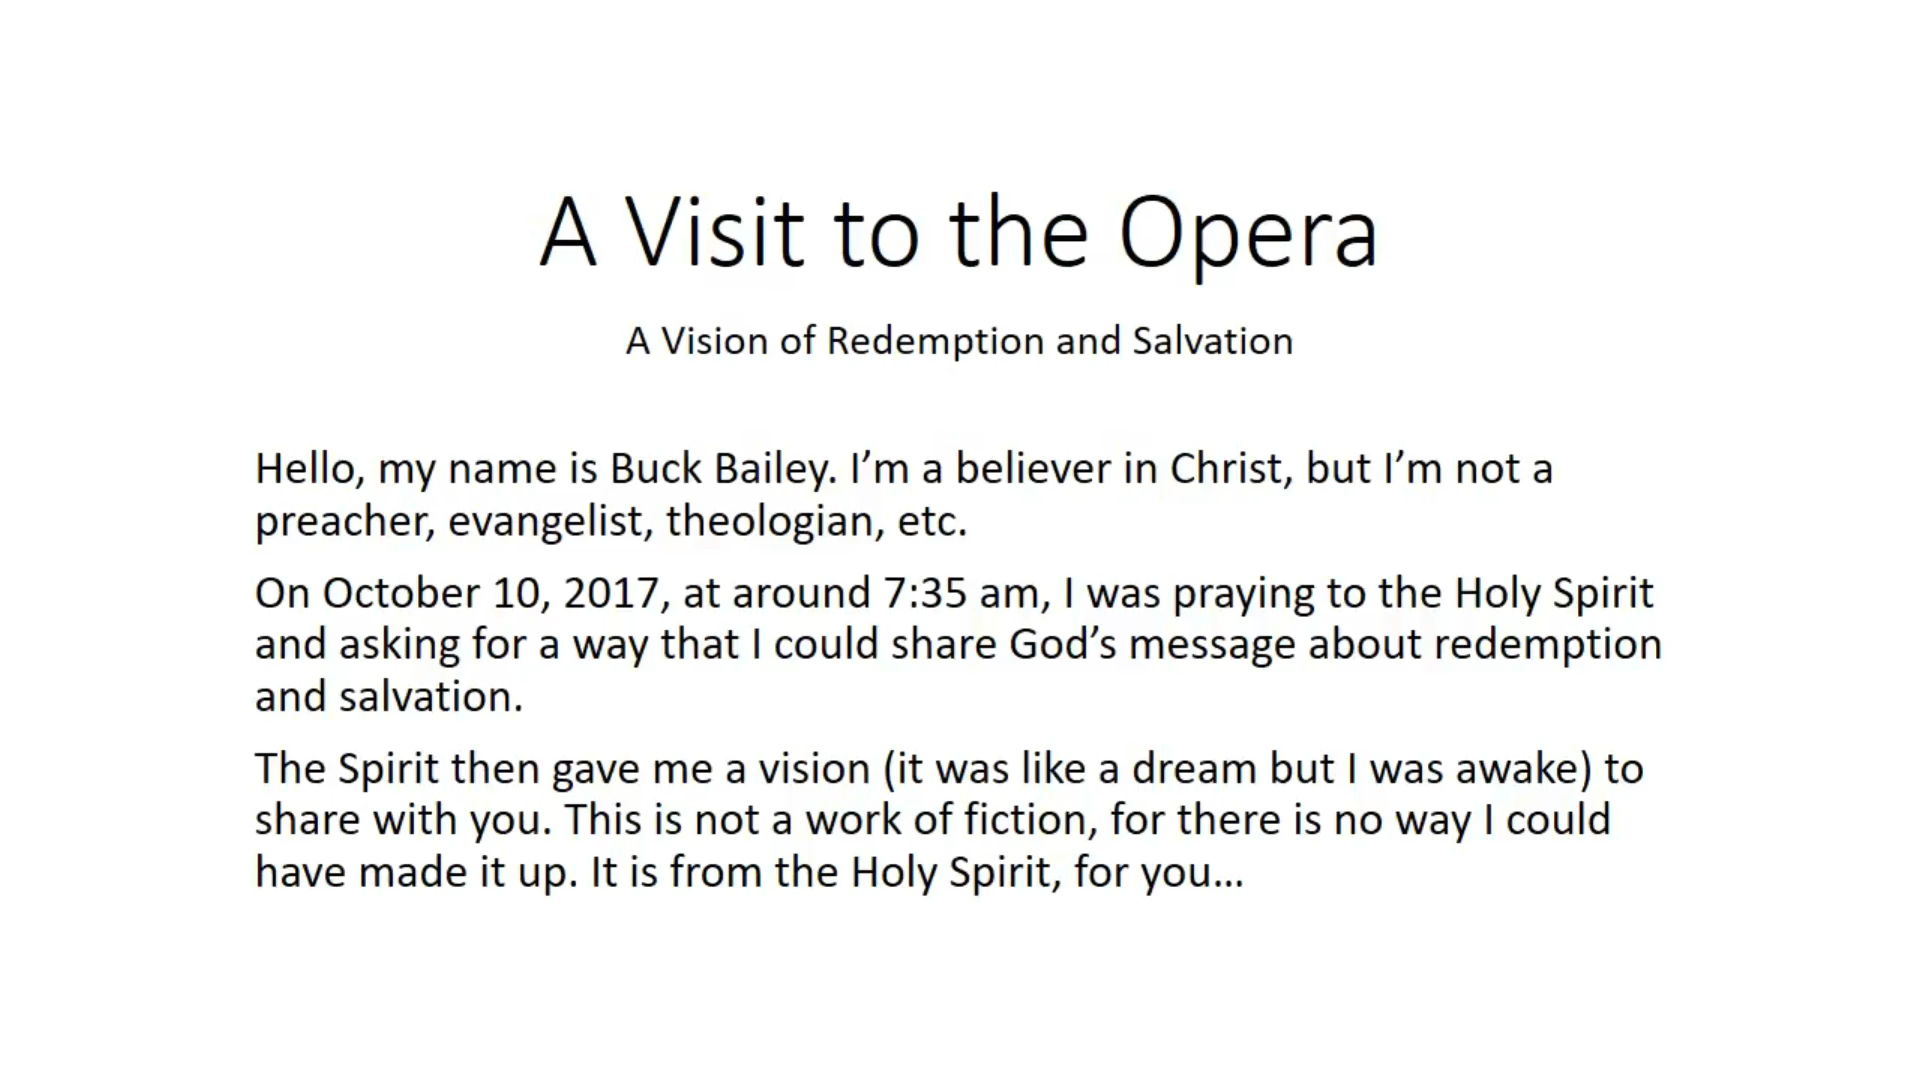 A Visit to the Opera
A Vision of Redemption and Salvation
Hello, my name is Buck Bailey. I’m a believer in Christ, but I’m not a
preacher, evangelist, theologian, etc.
On October 10, 2017, at around 7:35 am, I was praying to the Holy Spirit
and asking for a way that I could share God’s message about redemption
and salvation.
The Spirit then gave me a vision (it was like a dream but I was awake) to
share with you. This is not a work of fiction, for there is no way I could
have made it up. It is from the Holy Spirit, for you…